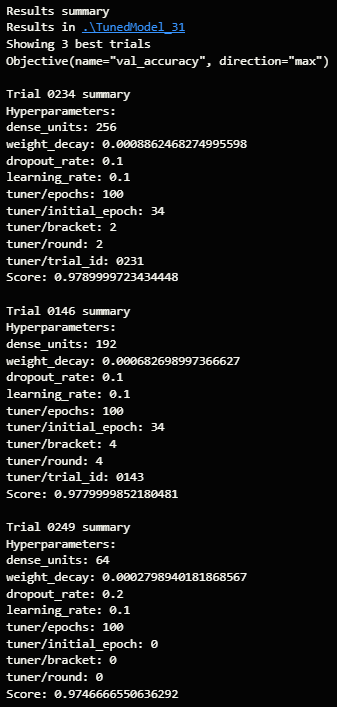 Results summary
Results in .\TunedModel_31
Showing 3 best trials
Objective(name="val_accuracy", direction="max")
Trial 0234 summary
Hyperparameters:
dense_units: 256
weight_decay: 0.0008862468274995598
dropout_rate: 0.1
learning_rate: 0.1
tuner/epochs: 100
tuner/initial_epoch: 34
tuner/bracket: 2
tuner/round: 2
tuner/trial_id: 0231
Score: 0.9789999723434448
Trial 0146 summary
Hyperparameters:
dense_units: 192
weight_decay: 0.000682698997366627
dropout_rate: 0.1
learning_rate: 0.1
tuner/epochs: 100
tuner/initial_epoch: 34
tuner/bracket: 4
tuner/round: 4
tuner/trial_id: 0143
Score: 0.9779999852180481
Trial 0249 summary
Hyperparameters:
dense_units: 64
weight_decay: 0.0002798940181868567
dropout_rate: 0.2
learning_rate: 0.1
tuner/epochs: 100
tuner/initial_epoch: 0
tuner/bracket: 0
tuner/round: 0
Score: 0.9746666550636292